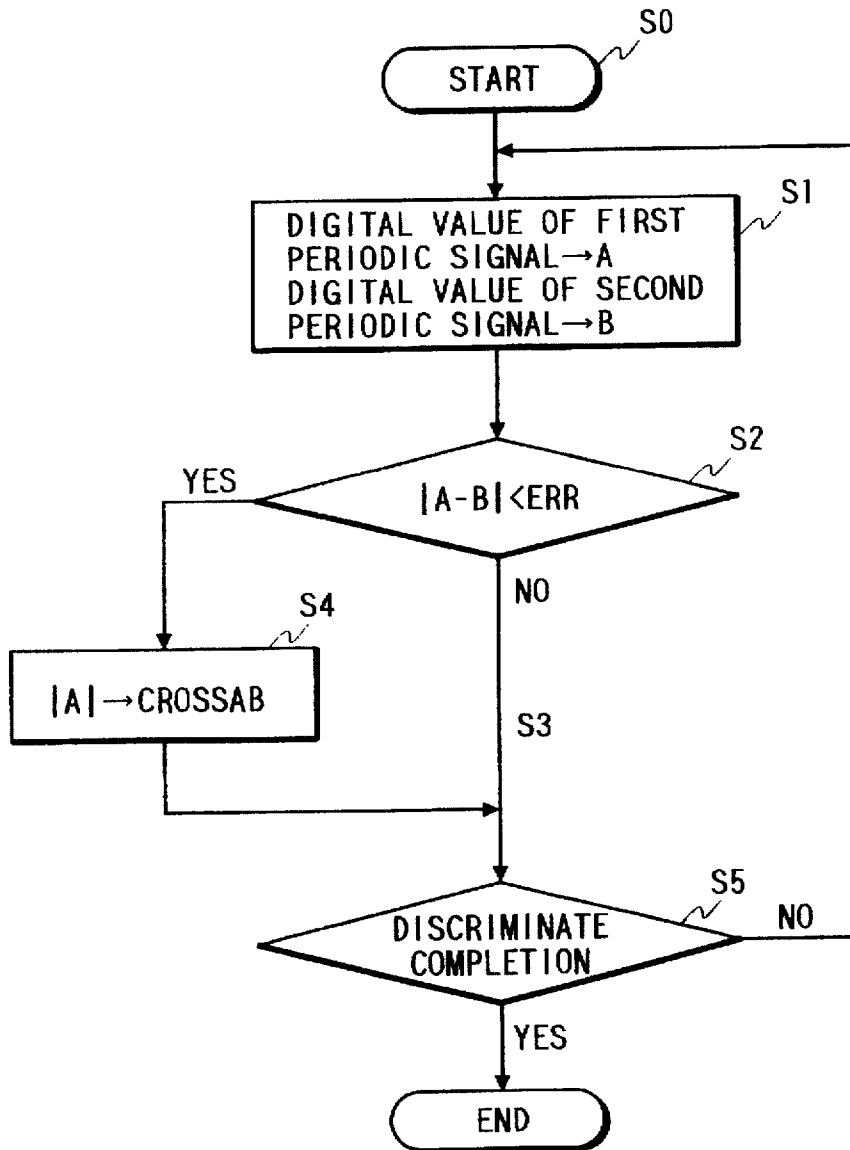 S0
START
S1
DIGITAL VALUE OF FIRST
PERIODIC SIGNAL→A
DIGITAL VALUE OF SECOND
PERIODIC SIGNAL→B
S2
YES
|A-B|<ERR
NO
S4
|A|→CROSSAB
S3
S5
DISCRIMINATE
COMPLETION
NO
YES
END